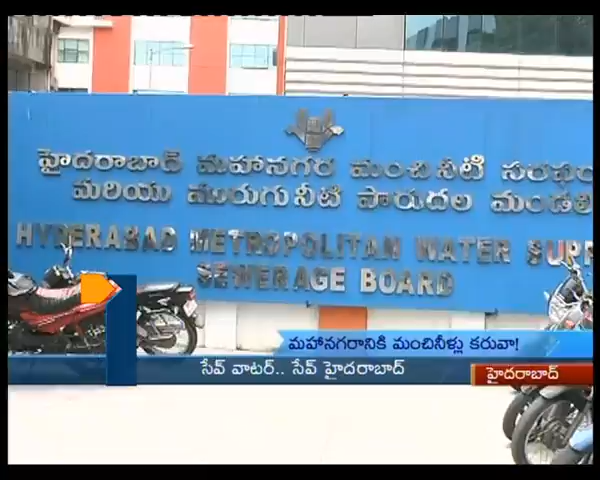 హైదరాబాద్ మహానగర మంచినీటి సరఫరా
మరియు మురుగునీటి పారుదల మండలి
HYDERABAD METROPOLITAN WATER SUPP
SEWERAGE BOARD
మహానగరానికి మంచినీళ్లు కరువా!
సేవ్ వాటర్.. సేవ్ హైదరాబాద్
హైదరాబాద్